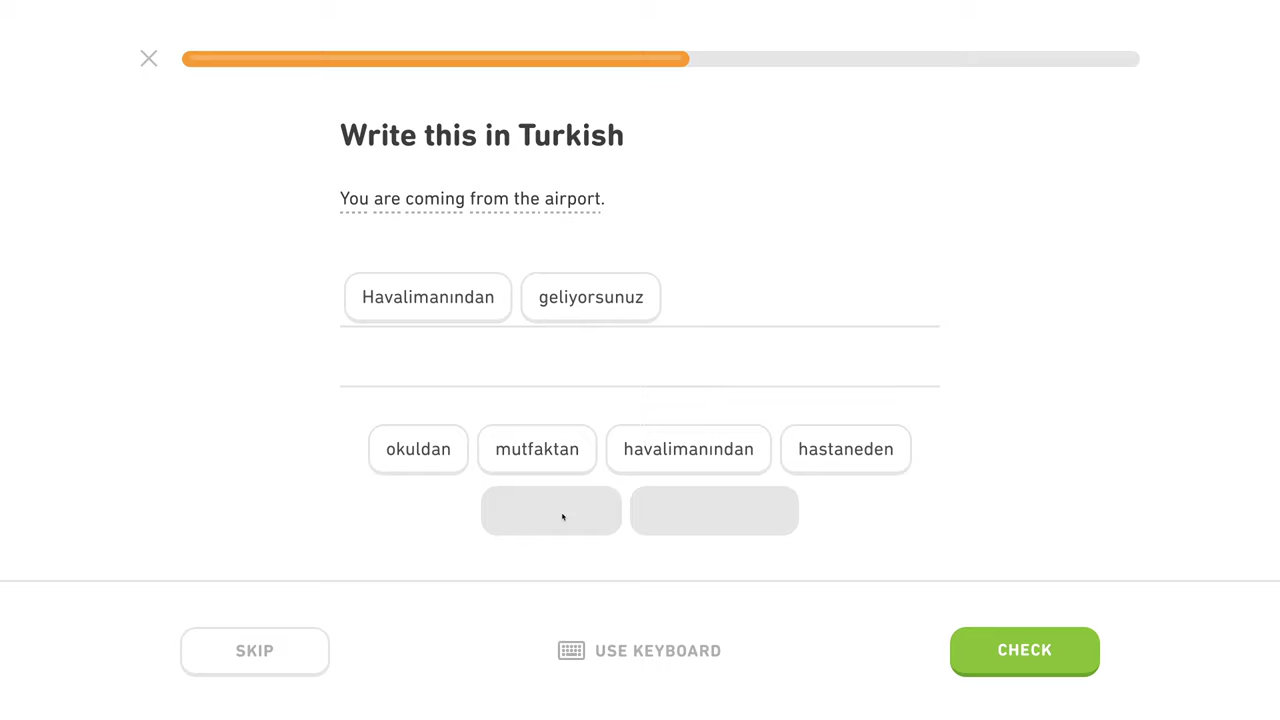 Write this in Turkish
You are coming from the airport.
Havalimanından geliyorsunuz
okuldan mutfaktan havalimanından hastaneden
SKIP USE KEYBOARD CHECK